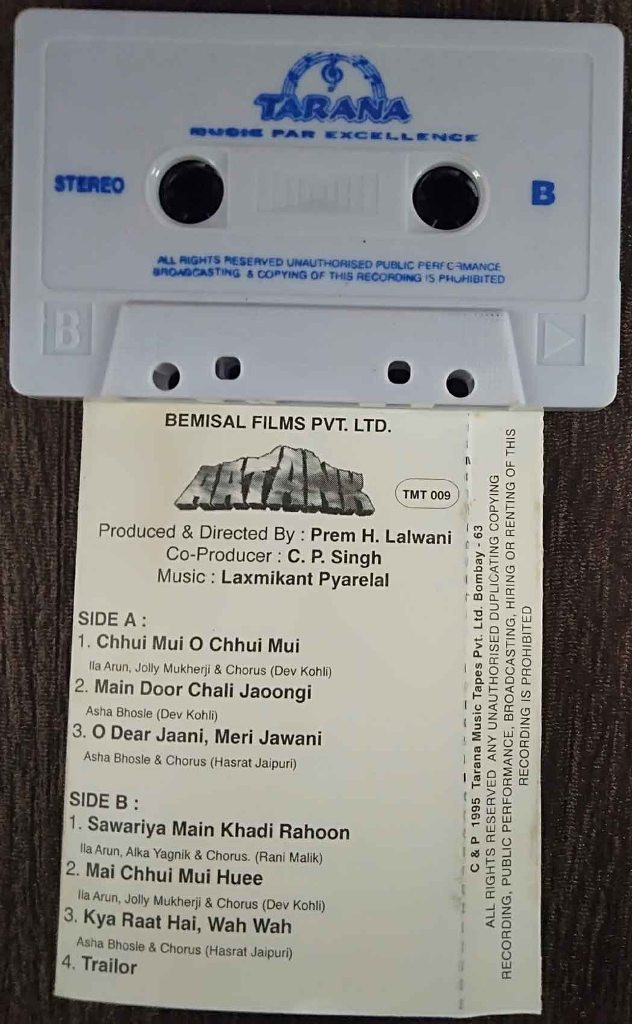 TARANA
MUSIC PAR EXCELLENCE
STEREO
B
ALL RIGHTS RESERVED UNAUTHORISED PUBLIC PERFORMANCE
BROADCASTING & COPYING OF THIS RECORDING IS PROHIBITED
B
BEMISAL FILMS PVT. LTD.
AATANK
TMT 009
Produced & Directed By : Prem H. Lalwani
Co-Producer : C. P. Singh
Music : Laxmikant Pyarelal
SIDE A :
1. Chhui Mui O Chhui Mui
Ila Arun, Jolly Mukherji & Chorus (Dev Kohli)
2. Main Door Chali Jaoongi
Asha Bhosle (Dev Kohli)
3. O Dear Jaani, Meri Jawani
Asha Bhosle & Chorus (Hasrat Jaipuri)
SIDE B :
1. Sawariya Main Khadi Rahoon
Ila Arun, Alka Yagnik & Chorus. (Rani Malik)
2. Mai Chhui Mui Huee
Ila Arun, Jolly Mukherji & Chorus (Dev Kohli)
3. Kya Raat Hai, Wah Wah
Asha Bhosle & Chorus (Hasrat Jaipuri)
4. Trailor
C & P 1995 Tarana Music Tapes Pvt. Ltd. Bombay - 63
ALL RIGHTS RESERVED ANY UNAUTHORISED DUPLICATING COPYING
RECORDING, PUBLIC PERFORMANCE, BROADCASTING, HIRING OR RENTING OF THIS
RECORDING IS PROHIBITED